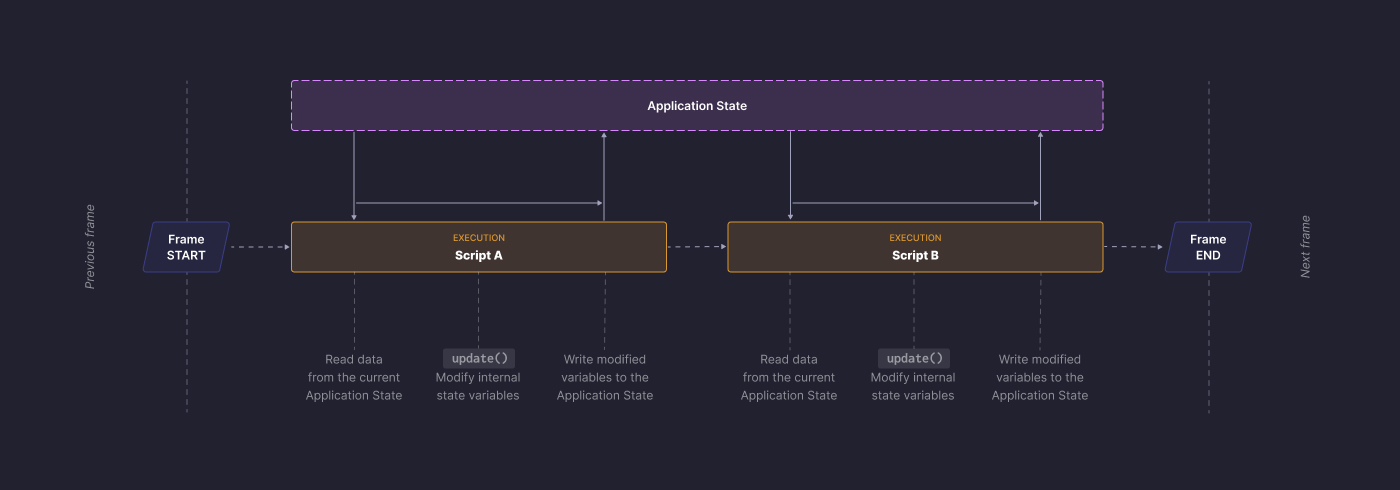 Application State
Previous frame
Frame
START
EXECUTION
Script A
EXECUTION
Script B
Frame
END
Next frame
Read data
from the current
Application State
update()
Modify internal
state variables
Write modified
variables to the
Application State
Read data
from the current
Application State
update()
Modify internal
state variables
Write modified
variables to the
Application State